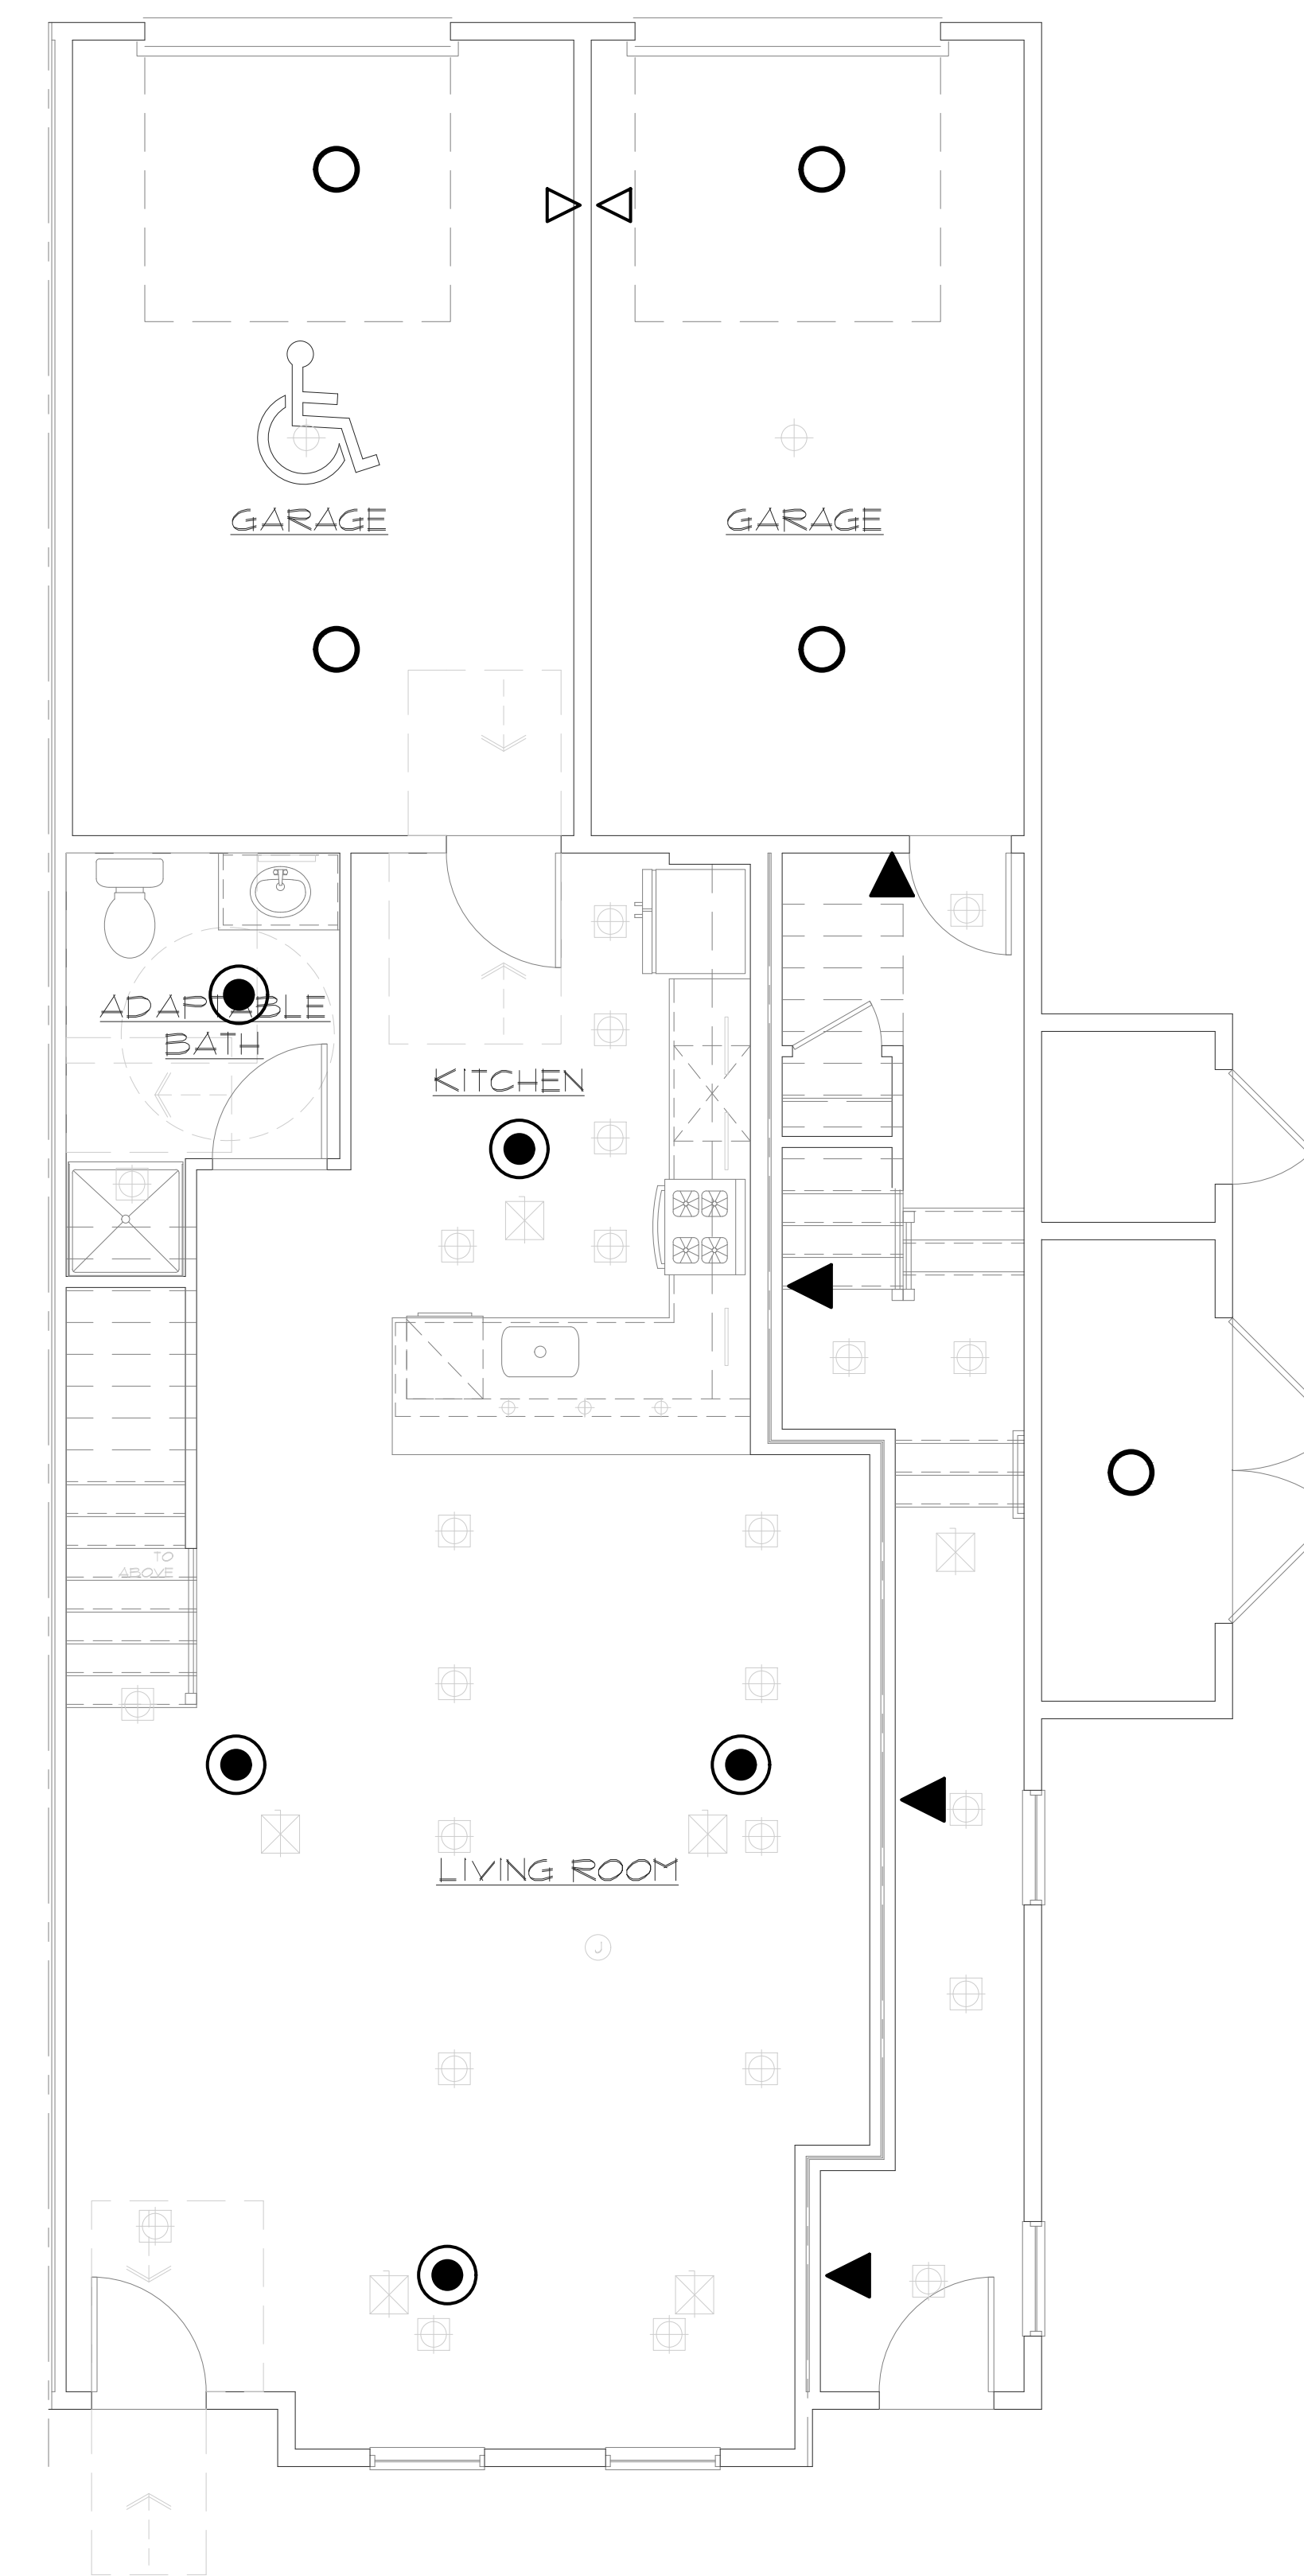 GARAGE
GARAGE
ADAPTABLE
BATH
KITCHEN
TO
ABOVE
LIVING ROOM
J